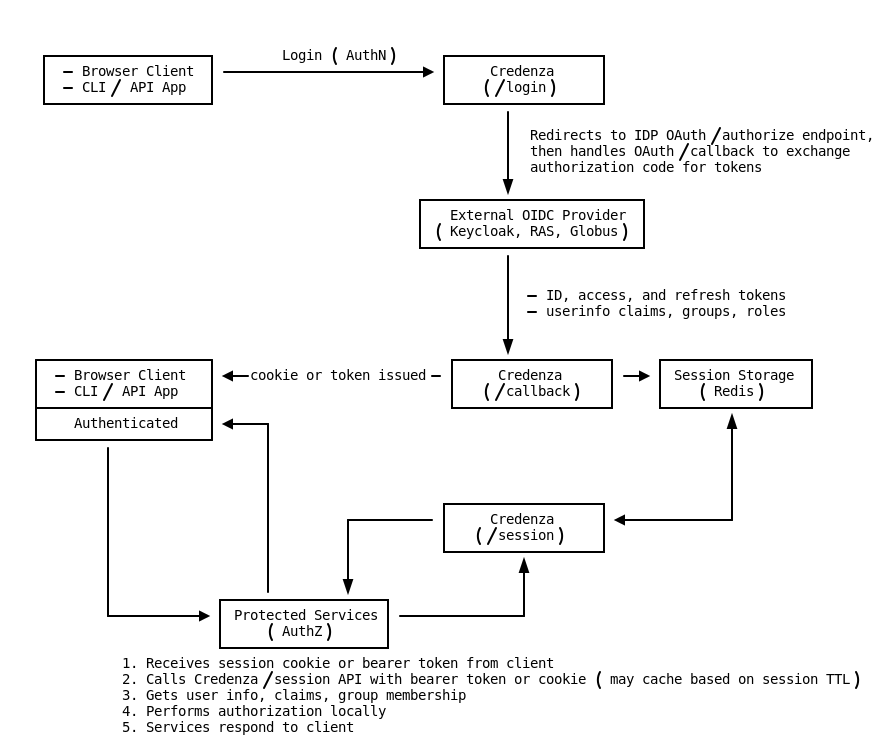 Login (AuthN)
- Browser Client
- CLI/ API App
Credenza
(/login)
Redirects to IDP OAuth /authorize endpoint,
then handles OAuth /callback to exchange
authorization code for tokens
External OIDC Provider
(Keycloak, RAS, Globus)
- ID, access, and refresh tokens
- userinfo claims, groups, roles
- Browser Client
- CLI/ API App
Authenticated
cookie or token issued
Credenza
(/callback)
Session Storage
(Redis)
Credenza
(/session)
Protected Services
(AuthZ)
1. Receives session cookie or bearer token from client
2. Calls Credenza /session API with bearer token or cookie (may cache based on session TTL)
3. Gets user info, claims, group membership
4. Performs authorization locally
5. Services respond to client